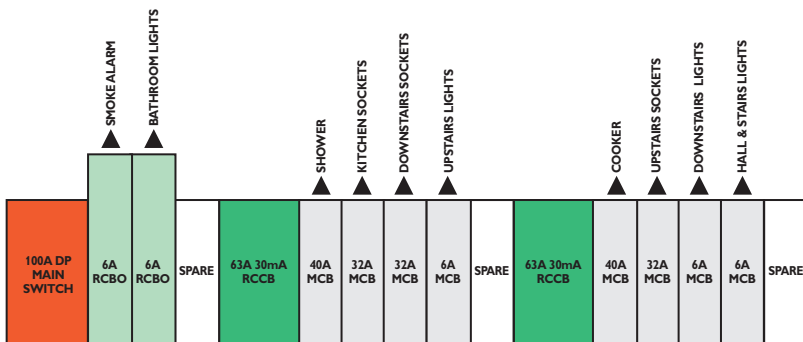 SMOKE ALARM
BATHROOM LIGHTS
SHOWER
KITCHEN SOCKETS
DOWNSTAIRS SOCKETS
UPSTAIRS LIGHTS
COOKER
UPSTAIRS SOCKETS
DOWNSTAIRS LIGHTS
HALL & STAIRS LIGHTS
100A DP
MAIN
SWITCH
6A
RCBO
6A
RCBO
SPARE
63A 30mA
RCCB
40A
MCB
32A
MCB
32A
MCB
6A
MCB
SPARE
63A 30mA
RCCB
40A
MCB
32A
MCB
6A
MCB
6A
MCB
SPARE